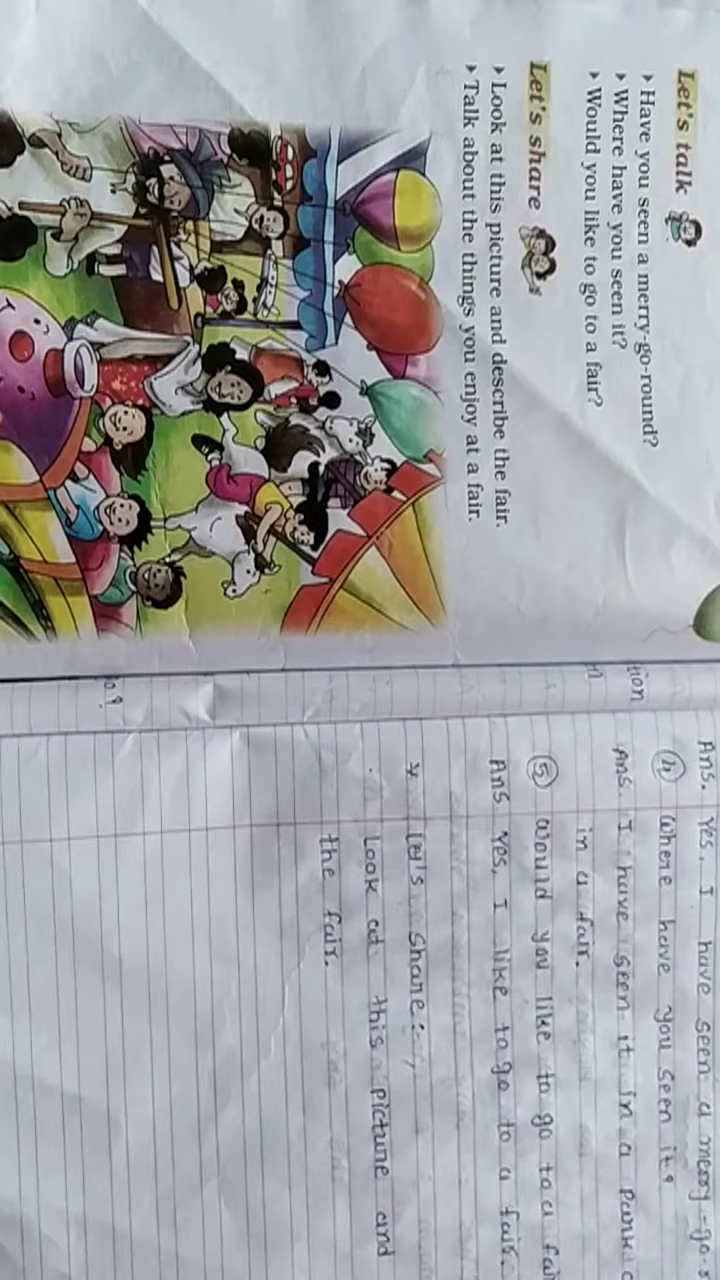 Let's talk
‣ Have you seen a merry-go-round?
‣ Where have you seen it?
‣ Would you like to go to a fair?
Let's share
‣ Look at this picture and describe the fair.
‣ Talk about the things you enjoy at a fair.
tion
no?
Ans. Yes, I have seen a merry-go-
④ Where have you seen it?
Ans. I have seen it in a park
in a fair.
⑤ Would you like to go to a fai
Ans Yes, I like to go to a fair.
* Let's share:-
Look at this picture and
the fair.